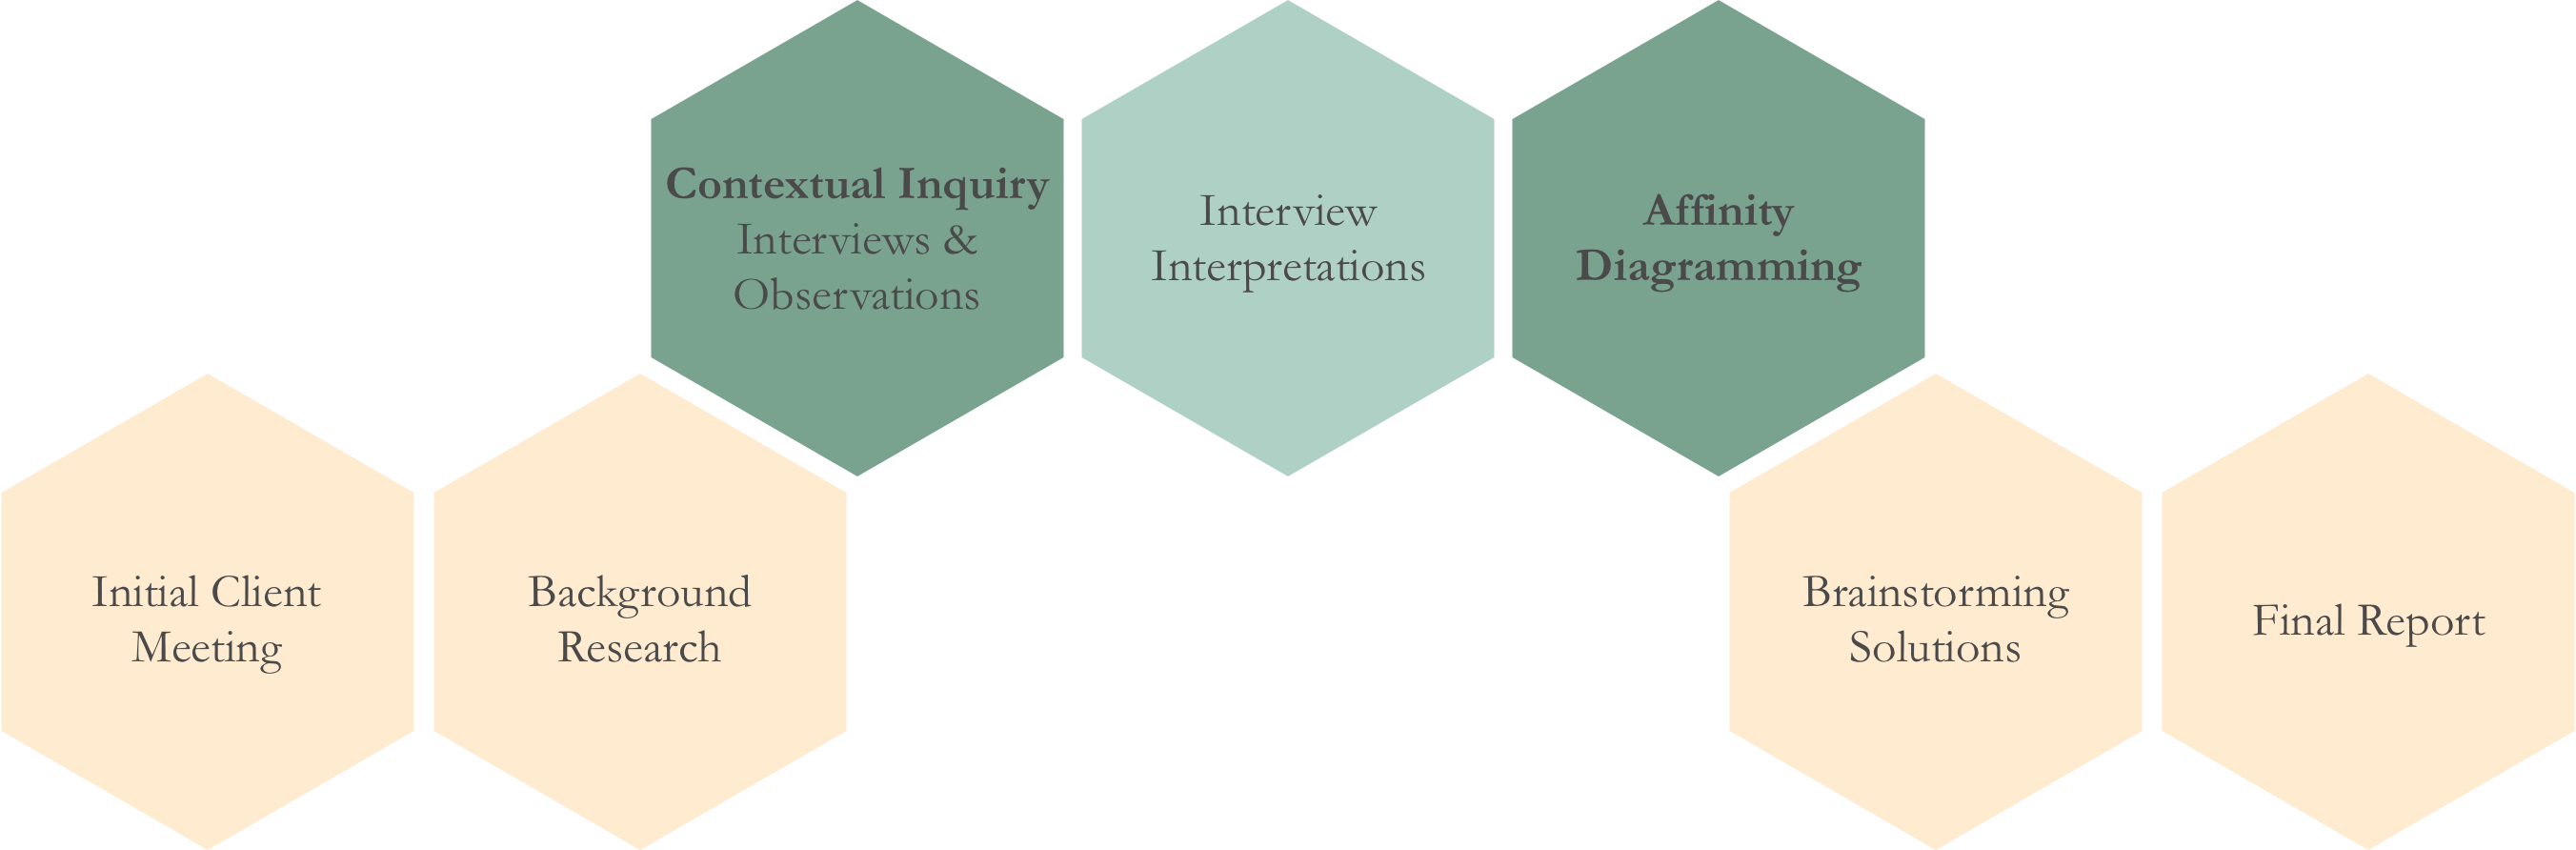 Initial Client
Meeting
Background
Research
Contextual Inquiry
Interviews &
Observations
Interview
Interpretations
Affinity
Diagramming
Brainstorming
Solutions
Final Report